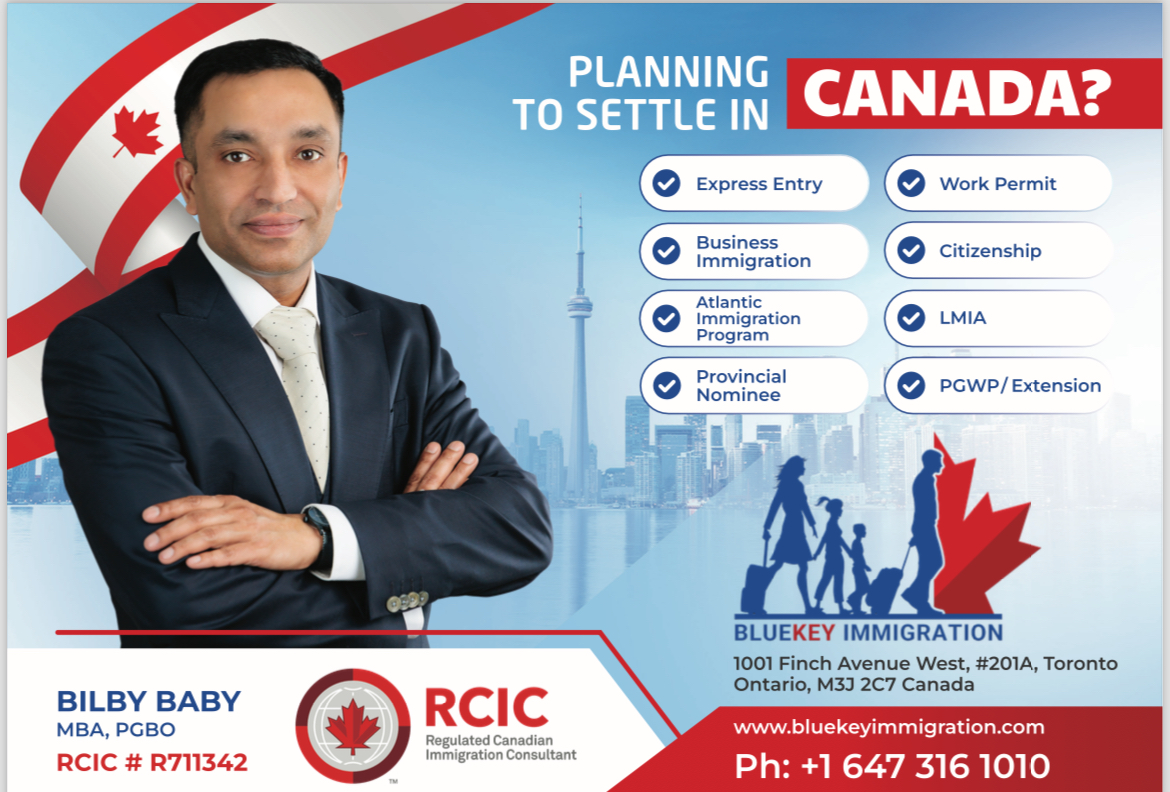 PLANNING
TO SETTLE IN
CANADA?
Express Entry
Work Permit
Business
Immigration
Citizenship
Atlantic
Immigration
Program
LMIA
Provincial
Nominee
PGWP/Extension
BLUEKEY IMMIGRATION
1001 Finch Avenue West, #201A, Toronto
Ontario, M3J 2C7 Canada
BILBY BABY
MBA, PGBO
RCIC # R711342
RCIC
Regulated Canadian
Immigration Consultant
TM
www.bluekeyimmigration.com
Ph: +1 647 316 1010